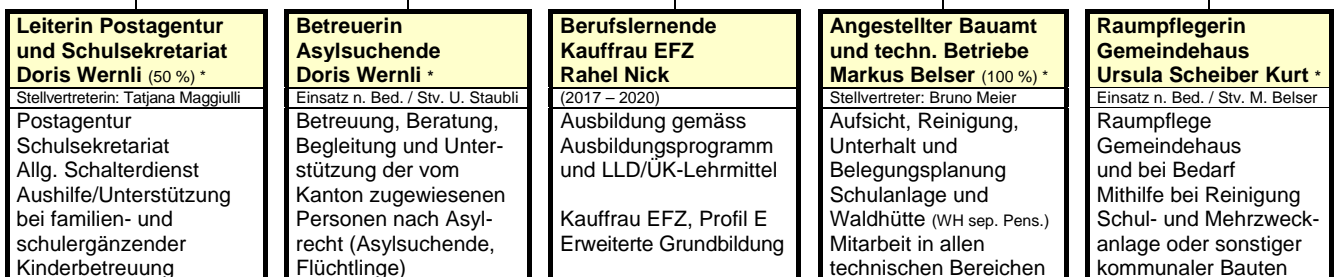 Leiterin Postagentur
und Schulsekretariat
Doris Wernli (50 %) *
Stellvertreterin: Tatjana Maggiulli
Postagentur
Schulsekretariat
Allg. Schalterdienst
Aushilfe/Unterstützung
bei familien- und
schulergänzender
Kinderbetreuung
Betreuerin
Asylsuchende
Doris Wernli *
Einsatz n. Bed. / Stv. U. Staubli
Betreuung, Beratung,
Begleitung und Unter-
stützung der vom
Kanton zugewiesenen
Personen nach Asyl-
recht (Asylsuchende,
Flüchtlinge)
Berufslernende
Kauffrau EFZ
Rahel Nick
(2017 – 2020)
Ausbildung gemäss
Ausbildungsprogramm
und LLD/ÜK-Lehrmittel
Kauffrau EFZ, Profil E
Erweiterte Grundbildung
Angestellter Bauamt
und techn. Betriebe
Markus Belser (100 %) *
Stellvertreter: Bruno Meier
Aufsicht, Reinigung,
Unterhalt und
Belegungsplanung
Schulanlage und
Waldhütte (WH sep. Pens.)
Mitarbeit in allen
technischen Bereichen
Raumpflegerin
Gemeindehaus
Ursula Scheiber Kurt *
Einsatz n. Bed. / Stv. M. Belser
Raumpflege
Gemeindehaus
und bei Bedarf
Mithilfe bei Reinigung
Schul- und Mehrzweck-
anlage oder sonstiger
kommunaler Bauten